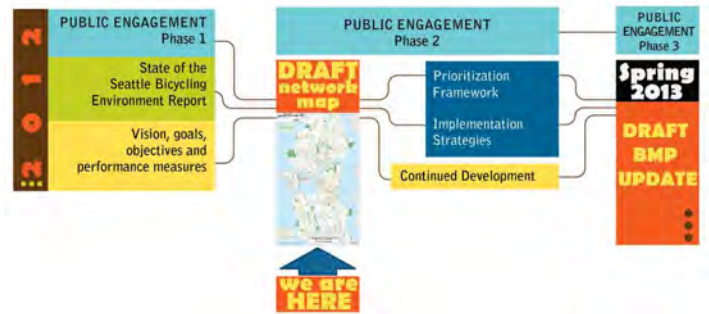 ...2012
PUBLIC ENGAGEMENT
Phase 1
State of the
Seattle Bicycling
Environment Report
Vision, goals,
objectives and
performance measures
PUBLIC ENGAGEMENT
Phase 2
DRAFT
network
map
we are
HERE
Prioritization
Framework
Implementation
Strategies
Continued Development
PUBLIC
ENGAGEMENT
Phase 3
Spring
2013
DRAFT
BMP
UPDATE
...